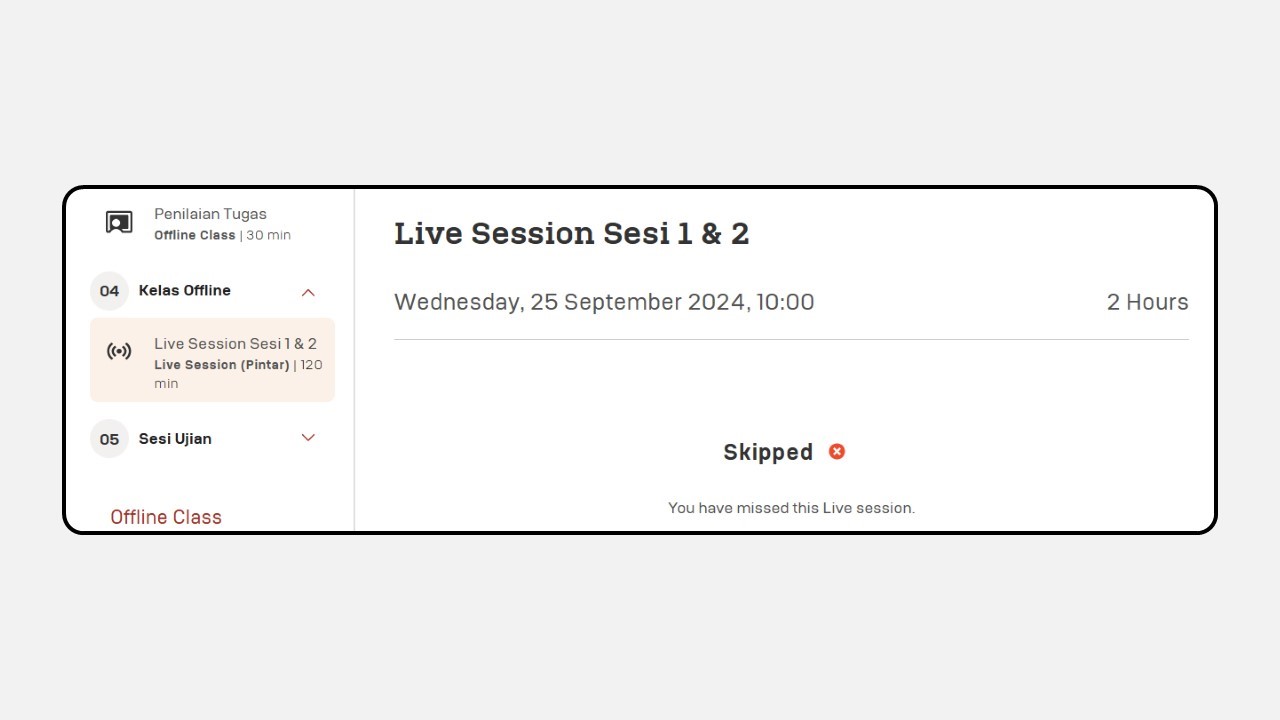 Penilaian Tugas
Offline Class | 30 min
04 Kelas Offline
Live Session Sesi 1 & 2
Live Session (Pintar) | 120
min
05 Sesi Ujian
Offline Class
Live Session Sesi 1 & 2
Wednesday, 25 September 2024, 10:00 2 Hours
Skipped
You have missed this Live session.